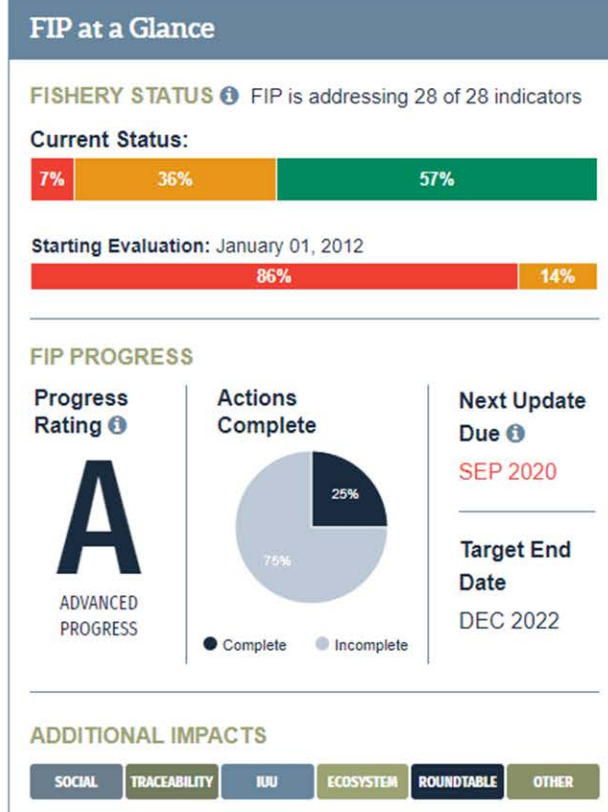 FIP at a Glance
FISHERY STATUS i FIP is addressing 28 of 28 indicators
Current Status:
7% 36% 57%
Starting Evaluation: January 01, 2012
86% 14%
FIP PROGRESS
Progress
Rating i
A
ADVANCED
PROGRESS
Actions
Complete
25%
75%
Complete Incomplete
Next Update
Due i
SEP 2020
Target End
Date
DEC 2022
ADDITIONAL IMPACTS
SOCIAL TRACEABILITY IUU ECOSYSTEM ROUNDTABLE OTHER